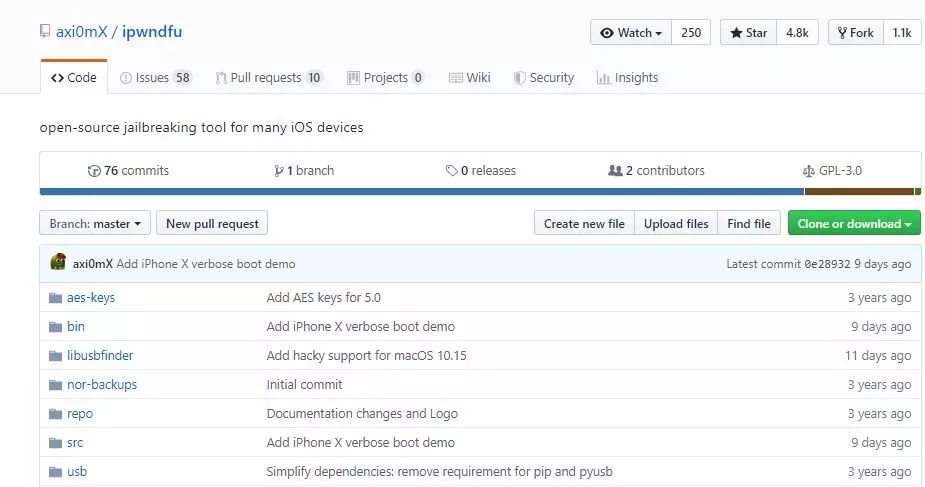 axi0mX / ipwndfu Watch 250 Star 4.8k Fork 1.1k
Code Issues 58 Pull requests 10 Projects 0 Wiki Security Insights
open-source jailbreaking tool for many iOS devices
76 commits 1 branch 0 releases 2 contributors GPL-3.0
Branch: master New pull request Create new file Upload files Find file Clone or download
axi0mX Add iPhone X verbose boot demo Latest commit 0e28932 9 days ago
aes-keys Add AES keys for 5.0 3 years ago
bin Add iPhone X verbose boot demo 9 days ago
libusbfinder Add hacky support for macOS 10.15 11 days ago
nor-backups Initial commit 3 years ago
repo Documentation changes and Logo 3 years ago
src Add iPhone X verbose boot demo 9 days ago
usb Simplify dependencies: remove requirement for pip and pyusb 3 years ago